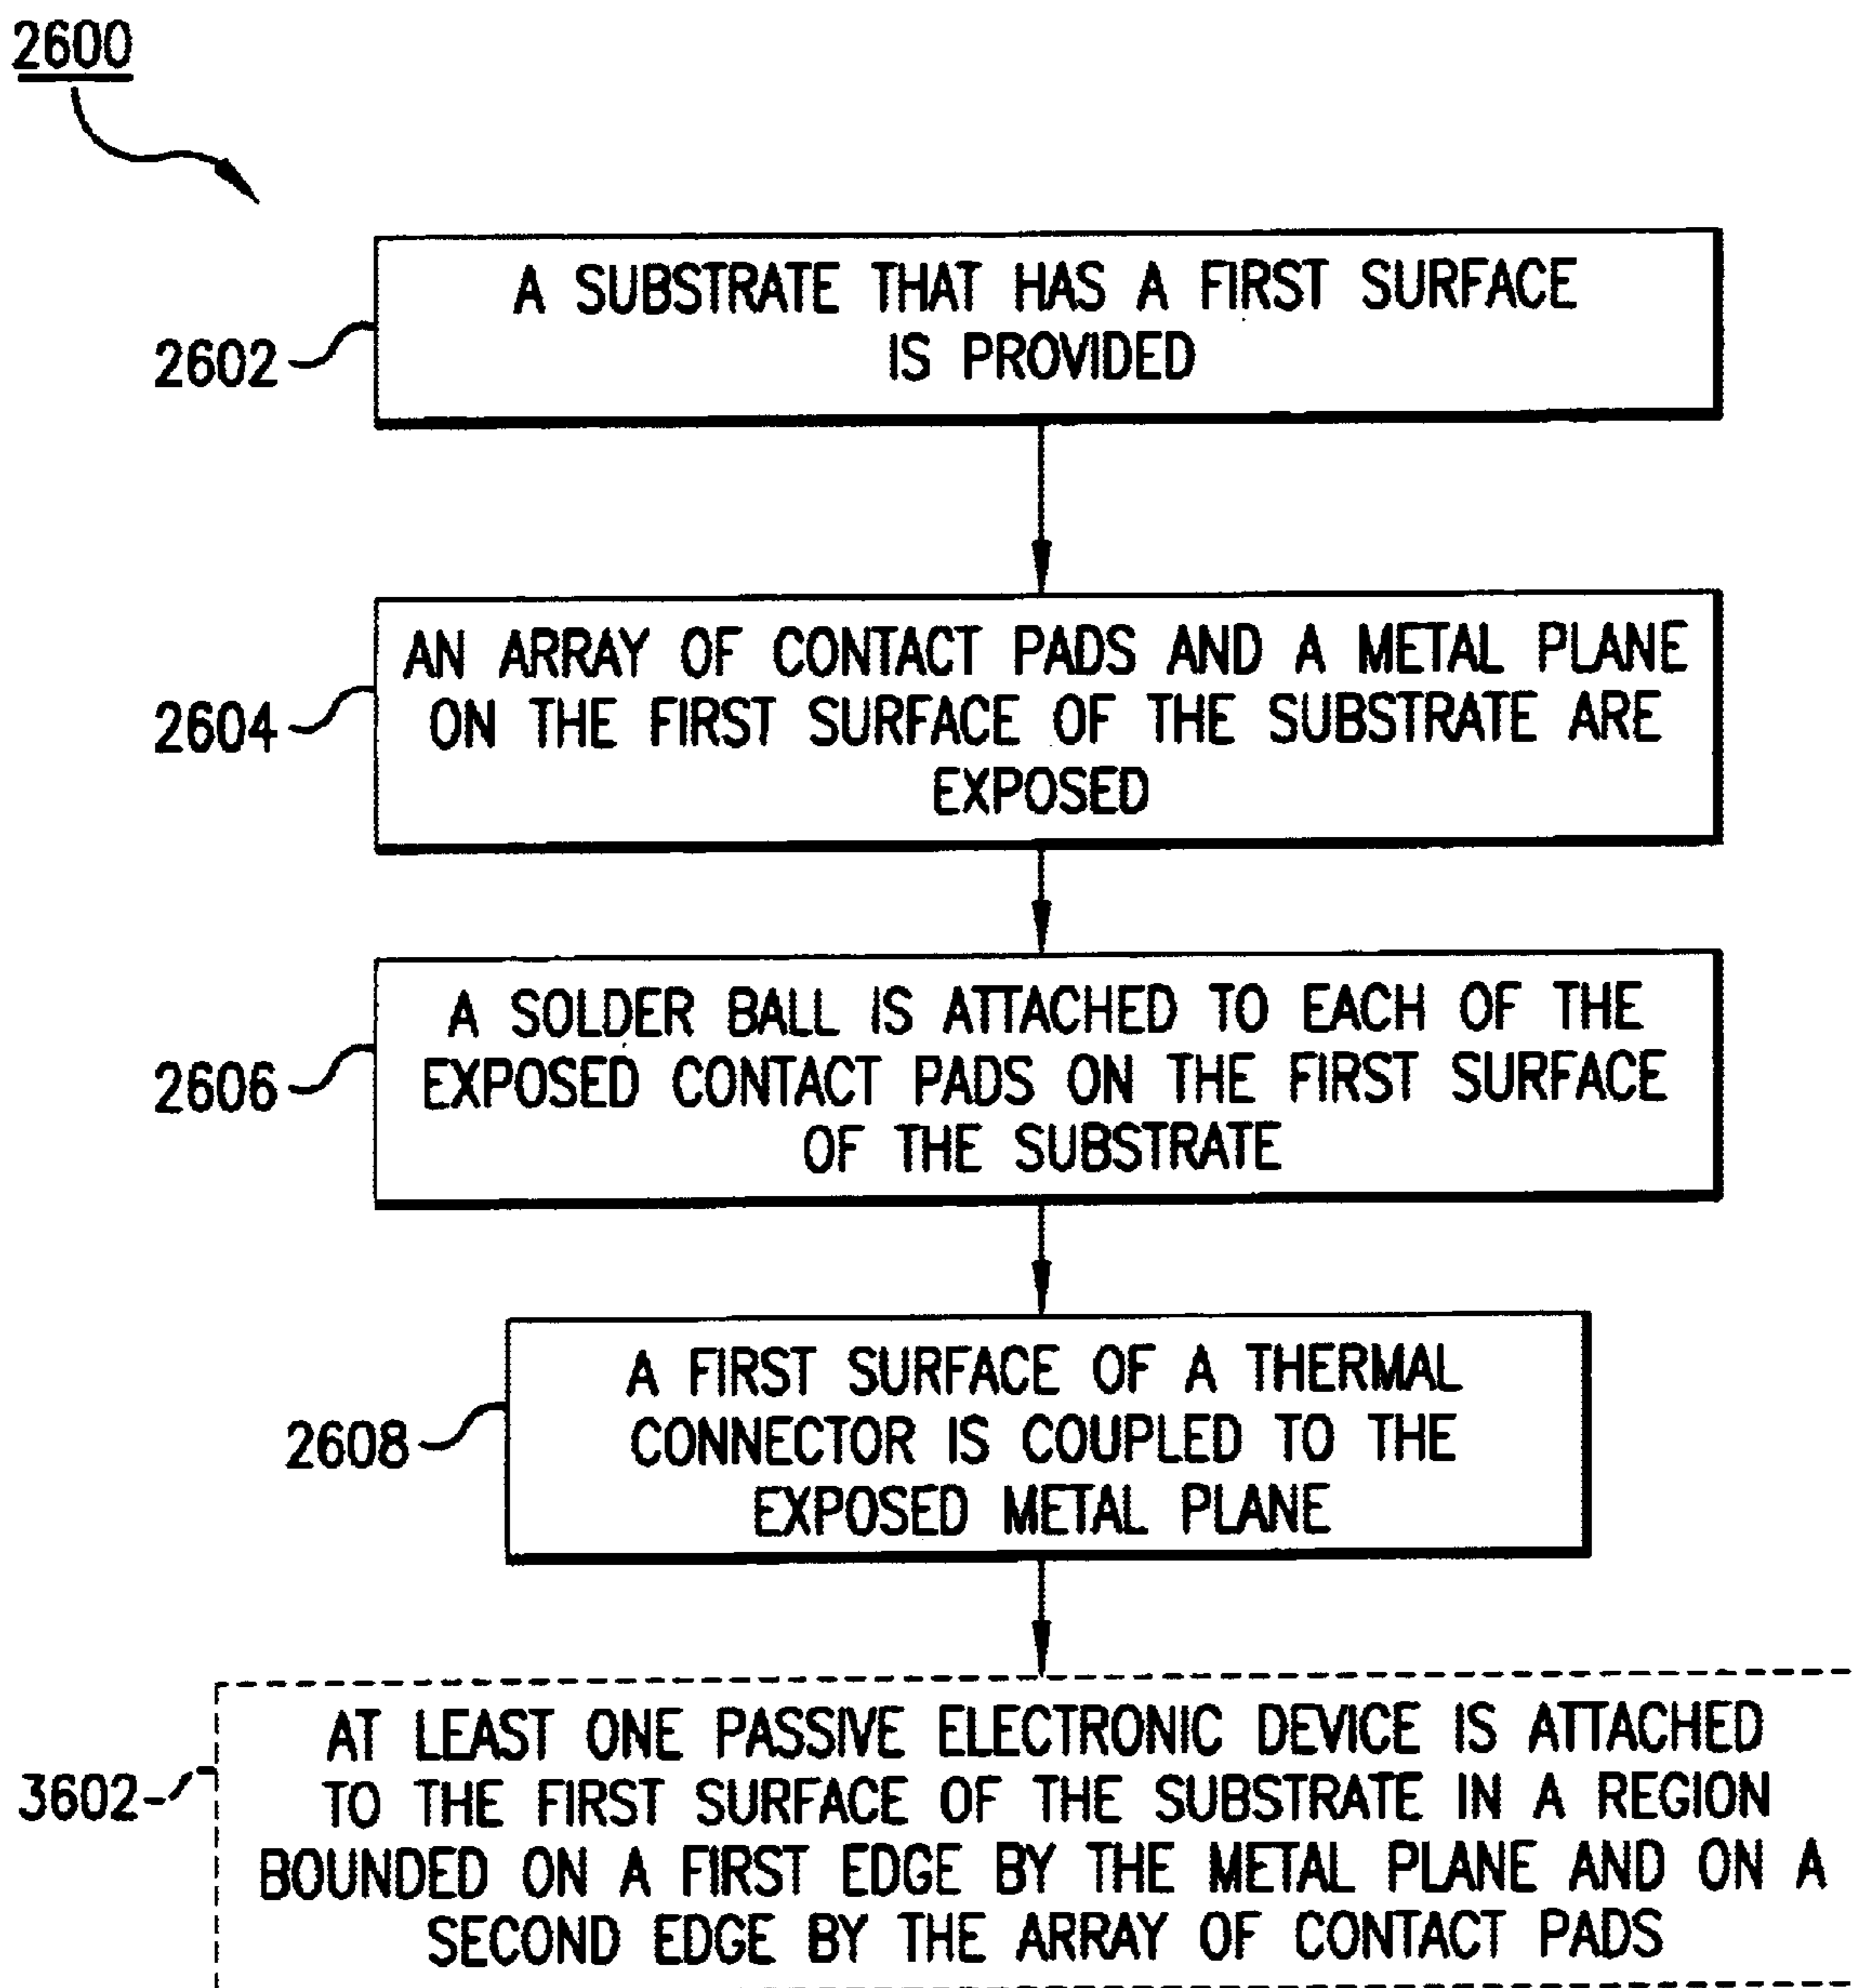 2600
A SUBSTRATE THAT HAS A FIRST SURFACE
IS PROVIDED
2602
AN ARRAY OF CONTACT PADS AND A METAL PLANE
ON THE FIRST SURFACE OF THE SUBSTRATE ARE
EXPOSED
2604
A SOLDER BALL IS ATTACHED TO EACH OF THE
EXPOSED CONTACT PADS ON THE FIRST SURFACE
OF THE SUBSTRATE
2606
A FIRST SURFACE OF A THERMAL
CONNECTOR IS COUPLED TO THE
EXPOSED METAL PLANE
2608
AT LEAST ONE PASSIVE ELECTRONIC DEVICE IS ATTACHED
TO THE FIRST SURFACE OF THE SUBSTRATE IN A REGION
BOUNDED ON A FIRST EDGE BY THE METAL PLANE AND ON A
SECOND EDGE BY THE ARRAY OF CONTACT PADS
3602